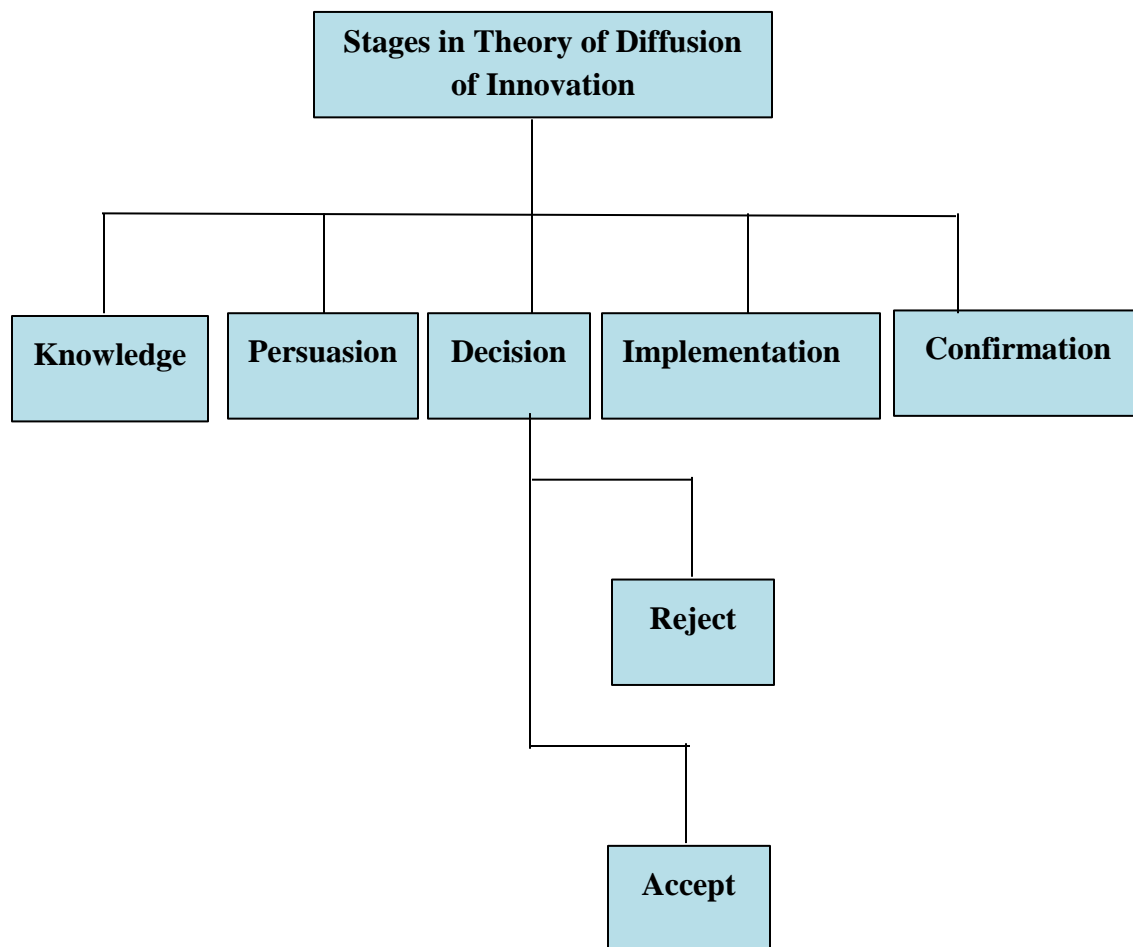 Stages in Theory of Diffusion
of Innovation
Knowledge
Persuasion
Decision
Implementation
Confirmation
Reject
Accept